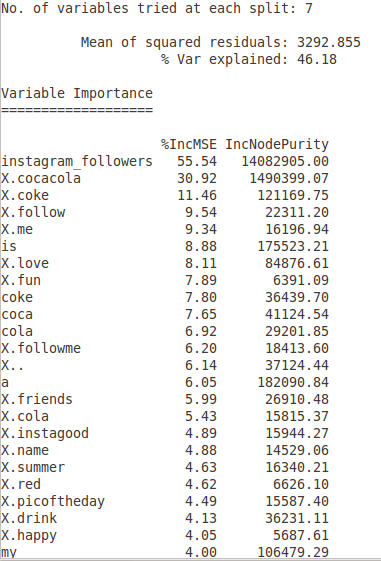 No. of variables tried at each split: 7
Mean of squared residuals: 3292.855
% Var explained: 46.18
Variable Importance
===================
%IncMSE IncNodePurity
instagram_followers 55.54 14082905.00
X.cocacola 30.92 1490399.07
X.coke 11.46 121169.75
X.follow 9.54 22311.20
X.me 9.34 16196.94
is 8.88 175523.21
X.love 8.11 84876.61
X.fun 7.89 6391.09
coke 7.80 36439.70
coca 7.65 41124.54
cola 6.92 29201.85
X.followme 6.20 18413.60
X.. 6.14 37124.44
a 6.05 182090.84
X.friends 5.99 26910.48
X.cola 5.43 15815.37
X.instagood 4.89 15944.27
X.name 4.88 14529.06
X.summer 4.63 16340.21
X.red 4.62 6626.10
X.picoftheday 4.49 15587.40
X.drink 4.13 36231.11
X.happy 4.05 5687.61
my 4.00 106479.29